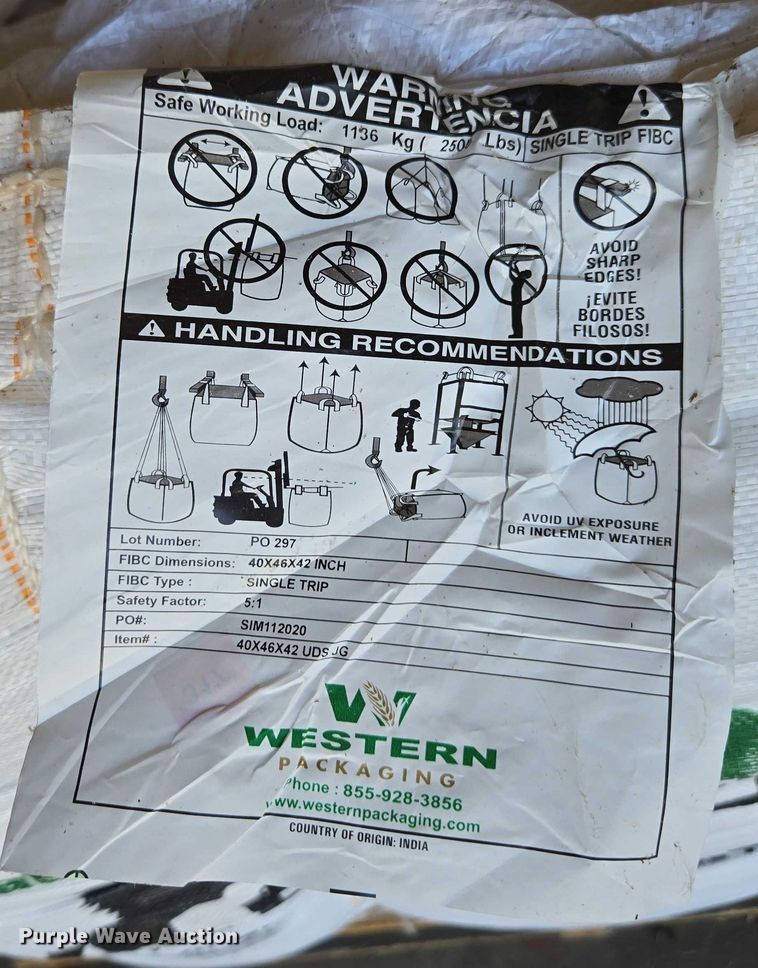 WARNING
ADVERTENCIA
Safe Working Load: 1136 Kg ( Lbs) SINGLE TRIP FIBC
AVOID
SHARP
EDGES!
¡EVITE
BORDES
FILOSOS!
HANDLING RECOMMENDATIONS
AVOID UV EXPOSURE
OR INCLEMENT WEATHER
Lot Number: PO 297
FIBC Dimensions: 40X46X42 INCH
FIBC Type : SINGLE TRIP
Safety Factor: 5:1
PO#: SIM112020
Item# : 40X46X42 UDS JG
WESTERN
PACKAGING
Phone : 855-928-3856
www.westernpackaging.com
COUNTRY OF ORIGIN: INDIA
Purple Wave Auction